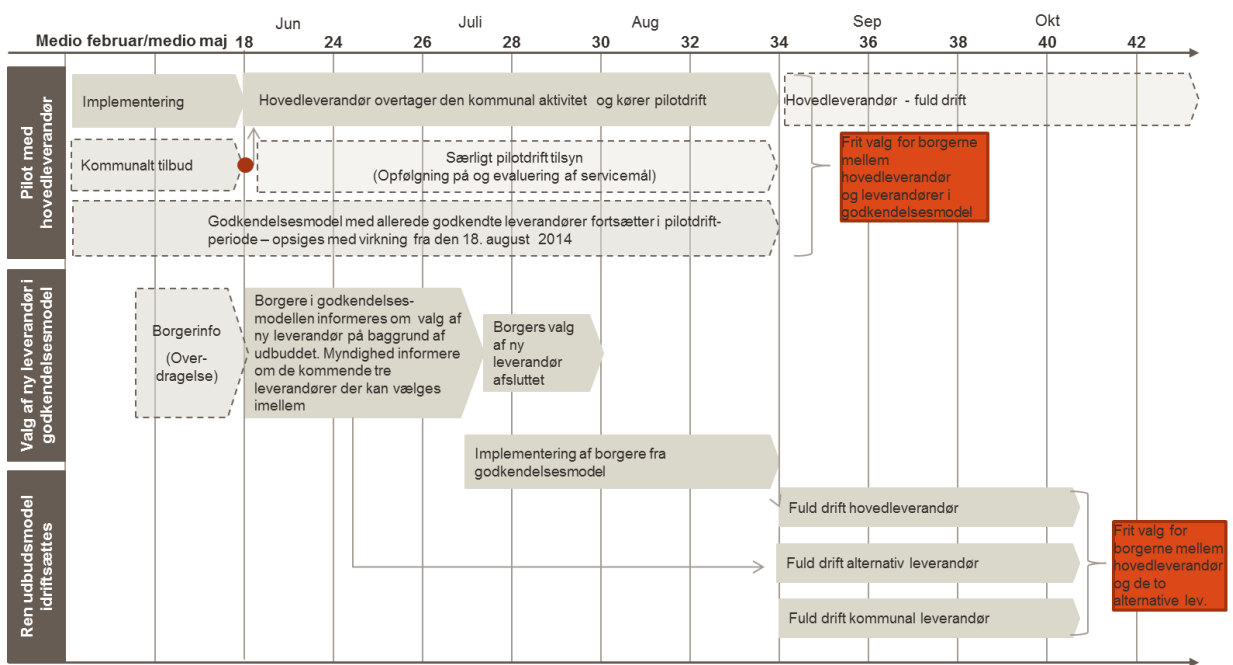 Jun
Juli
Aug
Sep
Okt
Medio februar/medio maj
18
24
26
28
30
32
34
36
38
40
42
Pilot med
hovedleverandør
Implementering
Hovedleverandør overtager den kommunal aktivitet og kører pilotdrift
Hovedleverandør - fuld drift
Kommunalt tilbud
Særligt pilotdrift tilsyn
(Opfølgning på og evaluering af servicemål)
Frit valg for borgerne
mellem
hovedleverandør
og leverandører i
godkendelsesmodel
Godkendelsesmodel med allerede godkendte leverandører fortsætter i pilotdrift-
periode – opsiges med virkning fra den 18. august 2014
Valg af ny leverandør i
godkendelsesmodel
Borgerinfo
(Over-
dragelse)
Borgere i godkendelses-
modellen informeres om valg af
ny leverandør på baggrund af
udbuddet. Myndighed informere
om de kommende tre
leverandører der kan vælges
imellem
Borgers valg
af ny
leverandør
afsluttet
Implementering af borgere fra
godkendelsesmodel
Ren udbudsmodel
idriftsættes
Fuld drift hovedleverandør
Fuld drift alternativ leverandør
Fuld drift kommunal leverandør
Frit valg for
borgerne mellem
hovedleverandør
og de to
alternative lev.